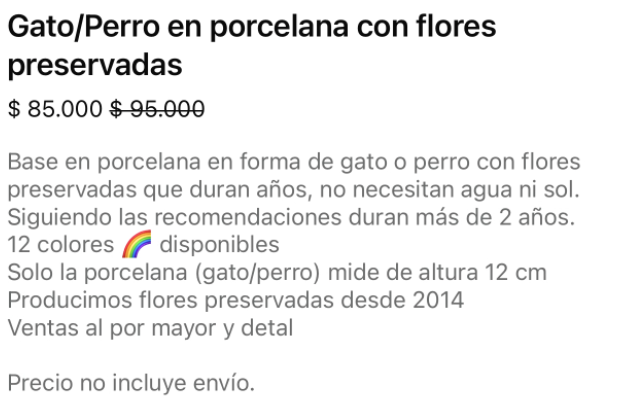 Gato/Perro en porcelana con flores
preservadas
$ 85.000 $ 95.000
Base en porcelana en forma de gato o perro con flores
preservadas que duran años, no necesitan agua ni sol.
Siguiendo las recomendaciones duran más de 2 años.
12 colores 🌈 disponibles
Solo la porcelana (gato/perro) mide de altura 12 cm
Producimos flores preservadas desde 2014
Ventas al por mayor y detal
Precio no incluye envío.